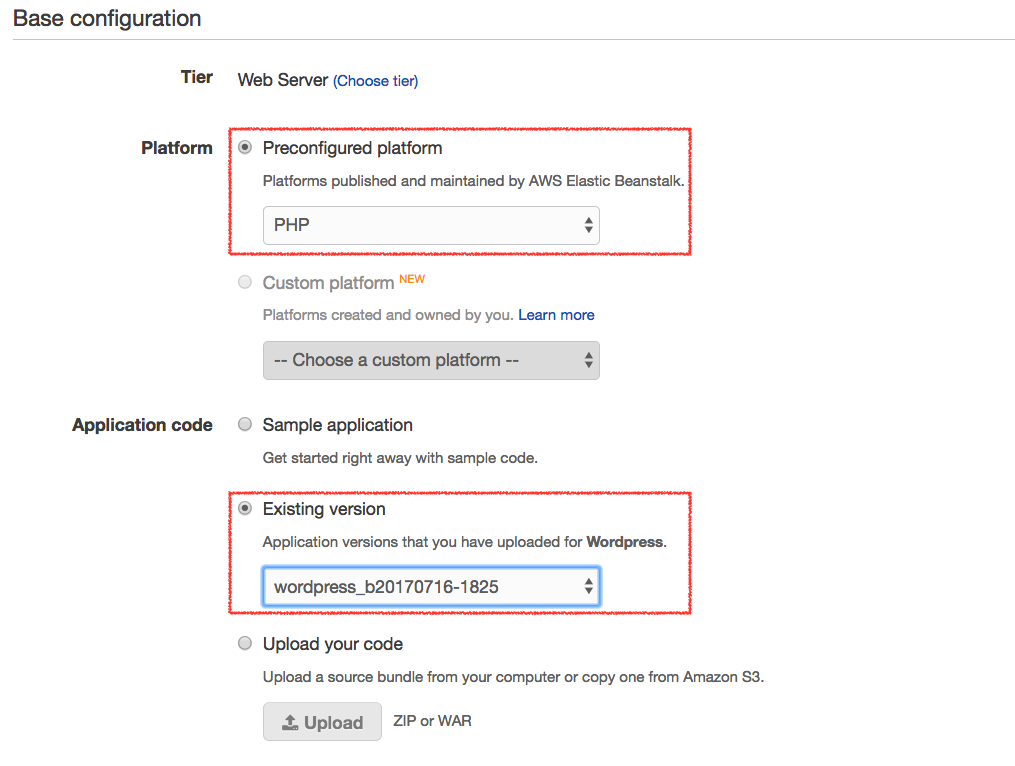 Base configuration
Tier Web Server (Choose tier)
Platform Preconfigured platform
Platforms published and maintained by AWS Elastic Beanstalk.
PHP
Custom platform NEW
Platforms created and owned by you. Learn more
-- Choose a custom platform --
Application code Sample application
Get started right away with sample code.
Existing version
Application versions that you have uploaded for Wordpress.
wordpress_b20170716-1825
Upload your code
Upload a source bundle from your computer or copy one from Amazon S3.
Upload ZIP or WAR